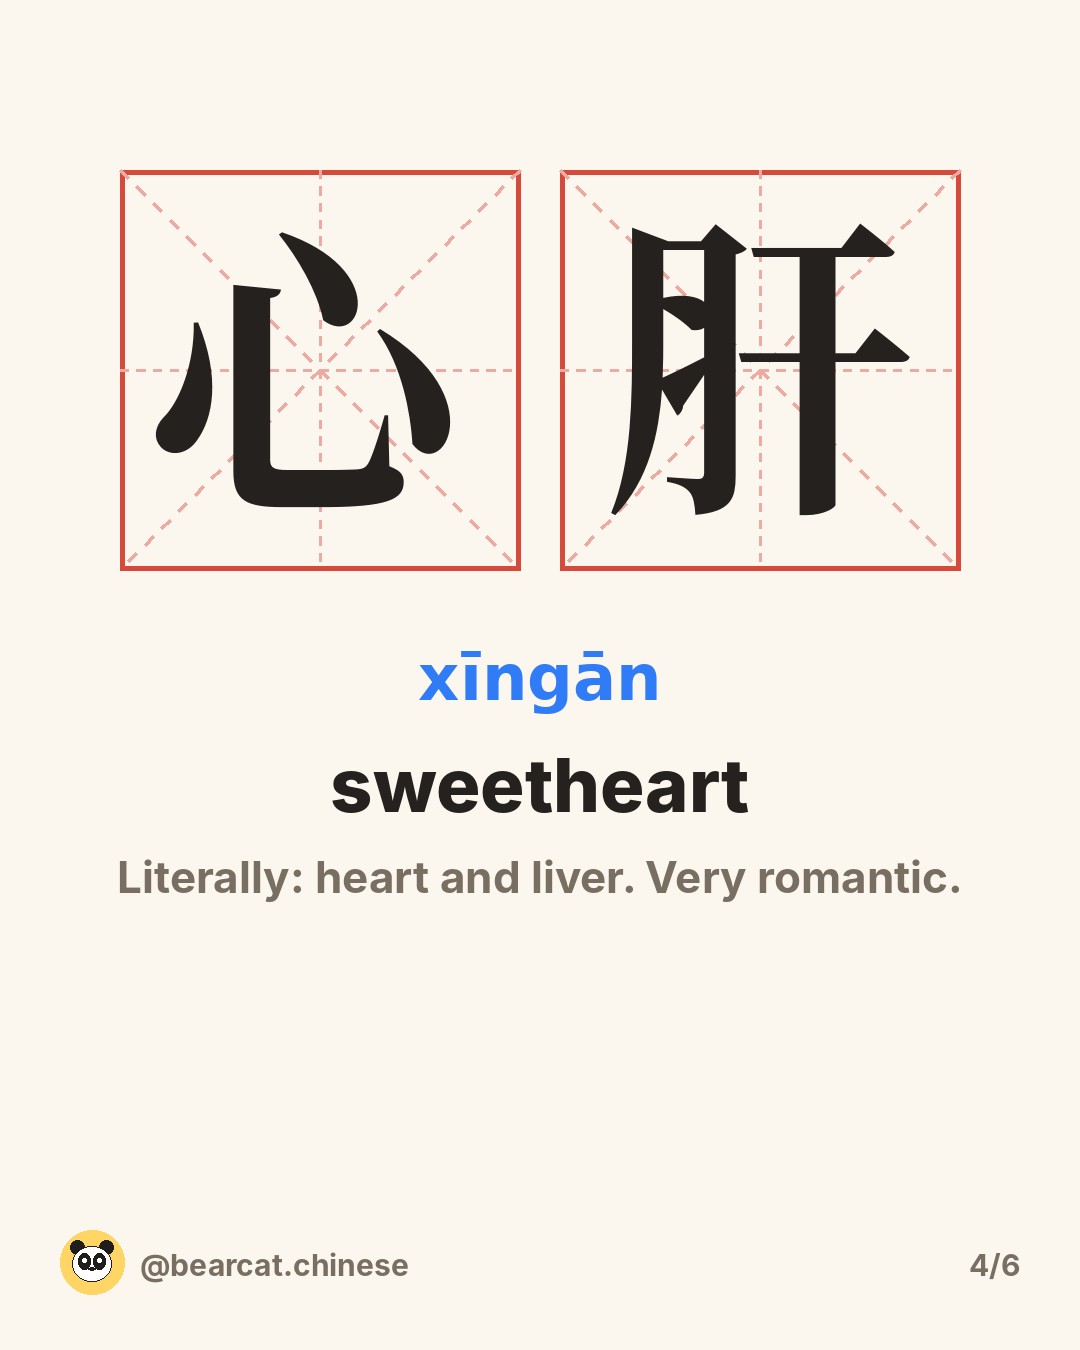 心肝
xīngān
sweetheart
Literally: heart and liver. Very romantic.
@bearcat.chinese
4/6